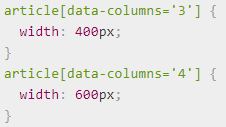 article[data-columns='3'] {
  width: 400px;
}
article[data-columns='4'] {
  width: 600px;
}